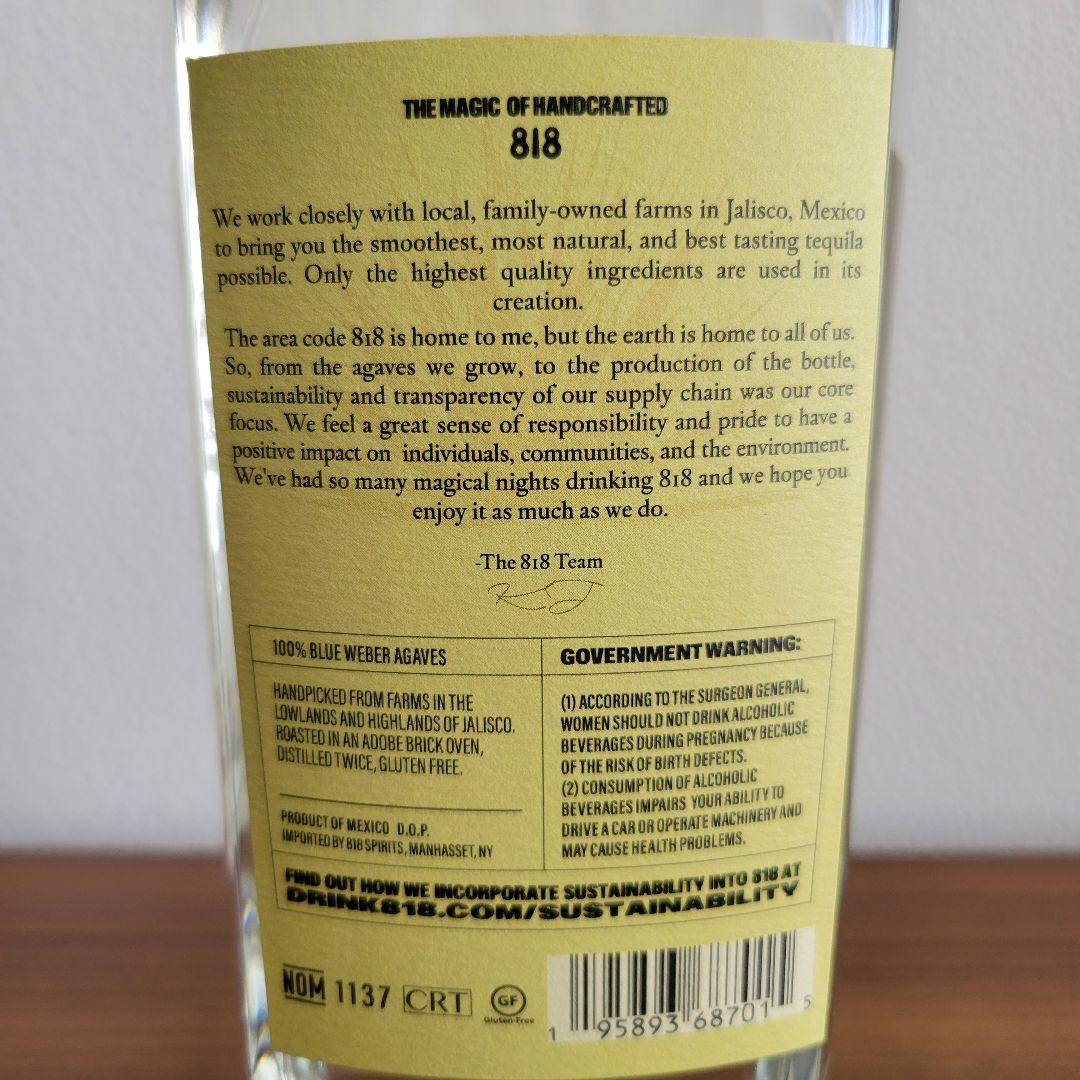 THE MAGIC OF HANDCRAFTED
818
We work closely with local, family-owned farms in Jalisco, Mexico
to bring you the smoothest, most natural, and best tasting tequila
possible. Only the highest quality ingredients are used in its
creation.
The area code 818 is home to me, but the earth is home to all of us.
So, from the agaves we grow, to the production of the bottle,
sustainability and transparency of our supply chain was our core
focus. We feel a great sense of responsibility and pride to have a
positive impact on individuals, communities, and the environment.
We've had so many magical nights drinking 818 and we hope you
enjoy it as much as we do.
-The 818 Team
KJ
100% BLUE WEBER AGAVES
HANDPICKED FROM FARMS IN THE
LOWLANDS AND HIGHLANDS OF JALISCO.
ROASTED IN AN ADOBE BRICK OVEN,
DISTILLED TWICE, GLUTEN FREE.
PRODUCT OF MEXICO D.O.P.
IMPORTED BY 818 SPIRITS, MANHASSET, NY
GOVERNMENT WARNING:
(1) ACCORDING TO THE SURGEON GENERAL,
WOMEN SHOULD NOT DRINK ALCOHOLIC
BEVERAGES DURING PREGNANCY BECAUSE
OF THE RISK OF BIRTH DEFECTS.
(2) CONSUMPTION OF ALCOHOLIC
BEVERAGES IMPAIRS YOUR ABILITY TO
DRIVE A CAR OR OPERATE MACHINERY AND
MAY CAUSE HEALTH PROBLEMS.
FIND OUT HOW WE INCORPORATE SUSTAINABILITY INTO 818 AT
DRINK818.COM/SUSTAINABILITY
NOM 1137 CRT GF
Gluten-Free
1 95893 68701 5